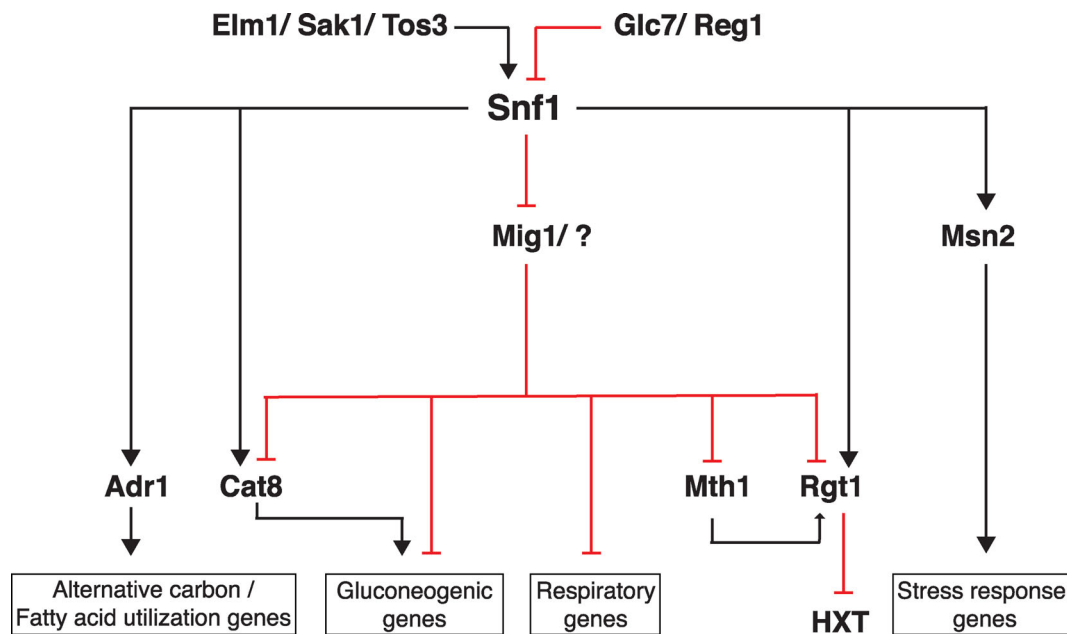 Elm1/ Sak1/ Tos3
Glc7/ Reg1
Snf1
Mig1/ ?
Msn2
Adr1
Cat8
Mth1
Rgt1
Alternative carbon /
Fatty acid utilization genes
Gluconeogenic
genes
Respiratory
genes
HXT
Stress response
genes